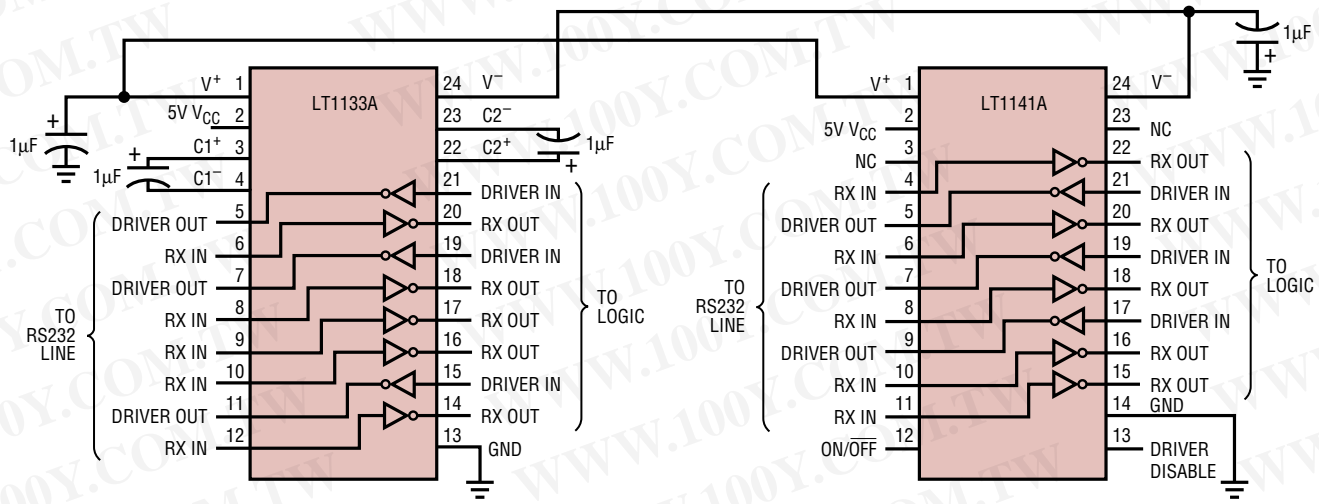 LT1133A
V+ 1
5V VCC 2
C1+ 3
C1− 4
DRIVER OUT 5
RX IN 6
DRIVER OUT 7
RX IN 8
RX IN 9
RX IN 10
DRIVER OUT 11
RX IN 12
24 V−
23 C2−
22 C2+
21 DRIVER IN
20 RX OUT
19 DRIVER IN
18 RX OUT
17 RX OUT
16 RX OUT
15 DRIVER IN
14 RX OUT
13 GND
+
1µF
+
1µF
1µF
+
TO
RS232
LINE
TO
LOGIC
LT1141A
V+ 1
5V VCC 2
NC 3
RX IN 4
DRIVER OUT 5
RX IN 6
DRIVER OUT 7
RX IN 8
DRIVER OUT 9
RX IN 10
RX IN 11
ON/OFF 12
24 V−
23 NC
22 RX OUT
21 DRIVER IN
20 RX OUT
19 DRIVER IN
18 RX OUT
17 DRIVER IN
16 RX OUT
15 RX OUT
14 GND
13 DRIVER
DISABLE
1µF
+
TO
RS232
LINE
TO
LOGIC
WWW.100Y.COM.TW